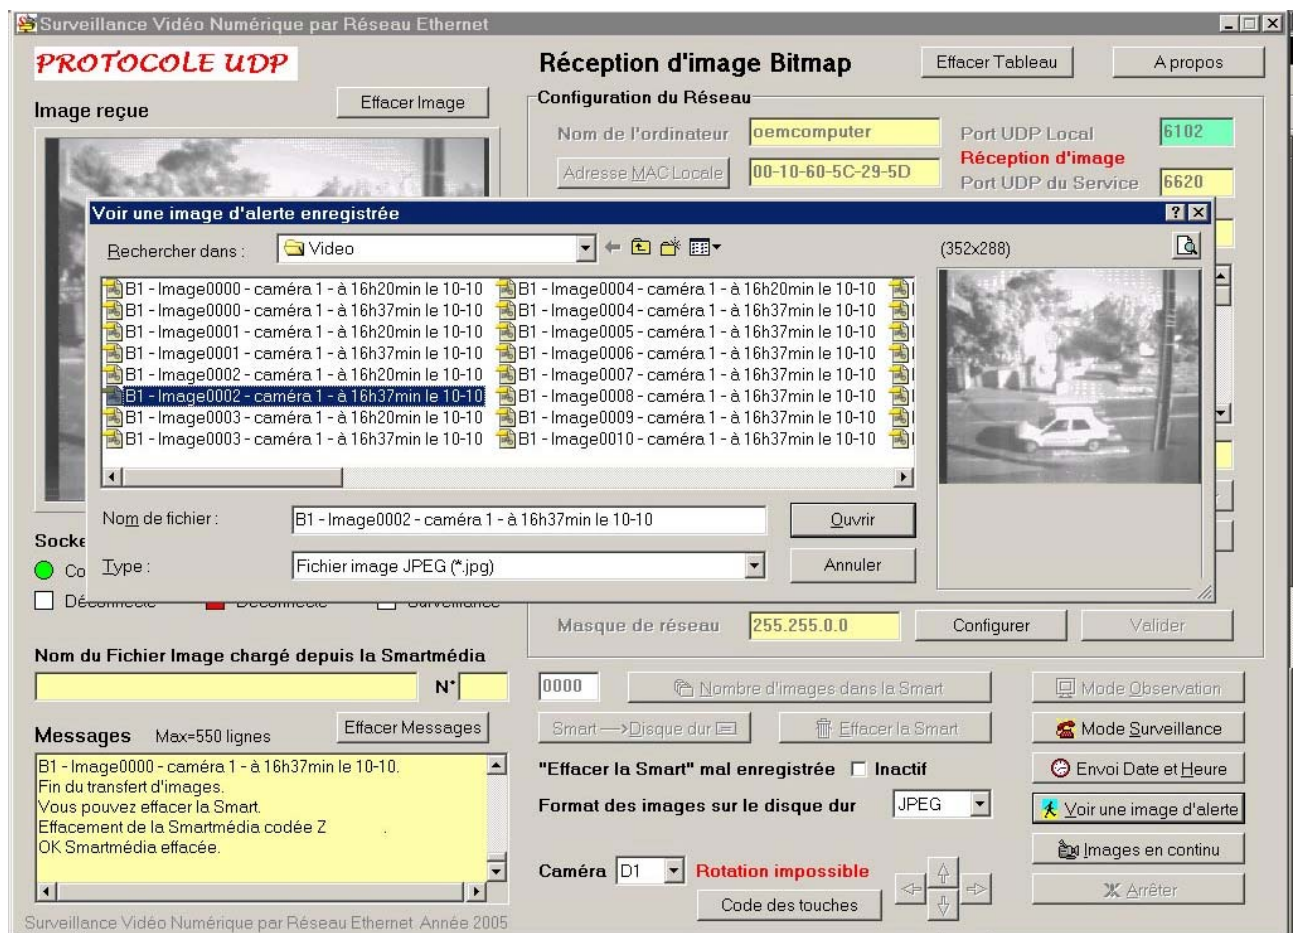 Surveillance Vidéo Numérique par Réseau Ethernet
PROTOCOLE UDP
Réception d'image Bitmap
Effacer Tableau
A propos
Image reçue
Effacer Image
Configuration du Réseau
Nom de l'ordinateur
oemcomputer
Port UDP Local
6102
Réception d'image
Adresse MAC Locale
00-10-60-5C-29-5D
Port UDP du Service
6620
Voir une image d'alerte enregistrée
Rechercher dans :
Video
(352x288)
B1 - Image0000 - caméra 1 - à 16h20min le 10-10
B1 - Image0000 - caméra 1 - à 16h37min le 10-10
B1 - Image0001 - caméra 1 - à 16h20min le 10-10
B1 - Image0001 - caméra 1 - à 16h37min le 10-10
B1 - Image0002 - caméra 1 - à 16h20min le 10-10
B1 - Image0002 - caméra 1 - à 16h37min le 10-10
B1 - Image0003 - caméra 1 - à 16h20min le 10-10
B1 - Image0003 - caméra 1 - à 16h37min le 10-10
B1 - Image0004 - caméra 1 - à 16h20min le 10-10
B1 - Image0004 - caméra 1 - à 16h37min le 10-10
B1 - Image0005 - caméra 1 - à 16h37min le 10-10
B1 - Image0006 - caméra 1 - à 16h37min le 10-10
B1 - Image0007 - caméra 1 - à 16h37min le 10-10
B1 - Image0008 - caméra 1 - à 16h37min le 10-10
B1 - Image0009 - caméra 1 - à 16h37min le 10-10
B1 - Image0010 - caméra 1 - à 16h37min le 10-10
Nom de fichier :
B1 - Image0002 - caméra 1 - à 16h37min le 10-10
Ouvrir
Type :
Fichier image JPEG (*.jpg)
Annuler
Masque de réseau
255.255.0.0
Configurer
Valider
Nom du Fichier Image chargé depuis la Smartmédia
N°
0000
Nombre d'images dans la Smart
Mode Observation
Messages
Max=550 lignes
Effacer Messages
Smart-->Disque dur
Effacer la Smart
Mode Surveillance
B1 - Image0000 - caméra 1 - à 16h37min le 10-10.
Fin du transfert d'images.
Vous pouvez effacer la Smart.
Effacement de la Smartmédia codée Z .
OK Smartmédia effacée.
"Effacer la Smart" mal enregistrée
Inactif
Envoi Date et Heure
Format des images sur le disque dur
JPEG
Voir une image d'alerte
Images en continu
Caméra
D1
Rotation impossible
Code des touches
Arrêter
Surveillance Vidéo Numérique par Réseau Ethernet Année 2005